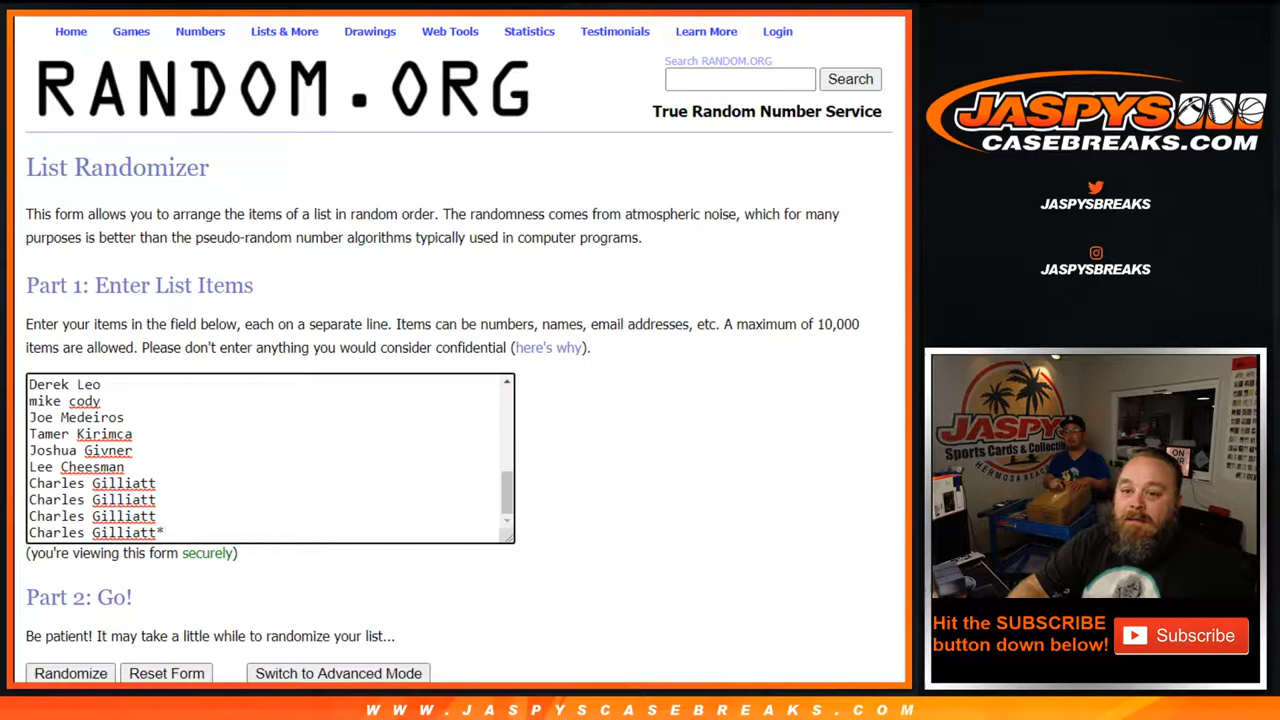 Home Games Numbers Lists & More Drawings Web Tools Statistics Testimonials Learn More Login
RANDOM.ORG
Search RANDOM.ORG
Search
True Random Number Service
List Randomizer
This form allows you to arrange the items of a list in random order. The randomness comes from atmospheric noise, which for many
purposes is better than the pseudo-random number algorithms typically used in computer programs.
Part 1: Enter List Items
Enter your items in the field below, each on a separate line. Items can be numbers, names, email addresses, etc. A maximum of 10,000
items are allowed. Please don't enter anything you would consider confidential (here's why).
Derek Leo
mike cody
Joe Medeiros
Tamer Kirimca
Joshua Givner
Lee Cheesman
Charles Gilliatt
Charles Gilliatt
Charles Gilliatt
Charles Gilliatt*
(you're viewing this form securely)
Part 2: Go!
Be patient! It may take a little while to randomize your list...
Randomize Reset Form Switch to Advanced Mode
JASPYS
CASEBREAKS.COM
JASPYSBREAKS
JASPYSBREAKS
JASPYS
Sports Cards & Collectib
HERMOSA BEACH
ON
Hit the SUBSCRIBE
button down below!
Subscribe
WWW.JASPYSCASEBREAKS.COM